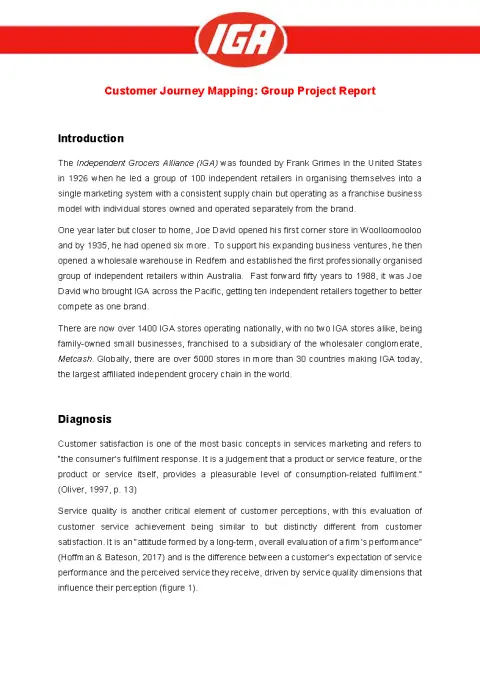 IGA
Customer Journey Mapping: Group Project Report
Introduction
The Independent Grocers Alliance (IGA) was founded by Frank Grimes in the United States
in 1926 when he led a group of 100 independent retailers in organising themselves into a
single marketing system with a consistent supply chain but operating as a franchise business
model with individual stores owned and operated separately from the brand.
One year later but closer to home, Joe David opened his first corner store in Woolloomooloo
and by 1935, he had opened six more. To support his expanding business ventures, he then
opened a wholesale warehouse in Redfern and established the first professionally organised
group of independent retailers within Australia. Fast forward fifty years to 1988, it was Joe
David who brought IGA across the Pacific, getting ten independent retailers together to better
compete as one brand.
There are now over 1400 IGA stores operating nationally, with no two IGA stores alike, being
family-owned small businesses, franchised to a subsidiary of the wholesaler conglomerate,
Metcash. Globally, there are over 5000 stores in more than 30 countries making IGA today,
the largest affiliated independent grocery chain in the world.
Diagnosis
Customer satisfaction is one of the most basic concepts in services marketing and refers to
"the consumer's fulfilment response. It is a judgement that a product or service feature, or the
product or service itself, provides a pleasurable level of consumption-related fulfilment."
(Oliver, 1997, p. 13)
Service quality is another critical element of customer perceptions, with this evaluation of
customer service achievement being similar to but distinctly different from customer
satisfaction. It is an "attitude formed by a long-term, overall evaluation of a firm's performance"
(Hoffman & Bateson, 2017) and is the difference between a customer's expectation of service
performance and the perceived service they receive, driven by service quality dimensions that
influence their perception (figure 1).